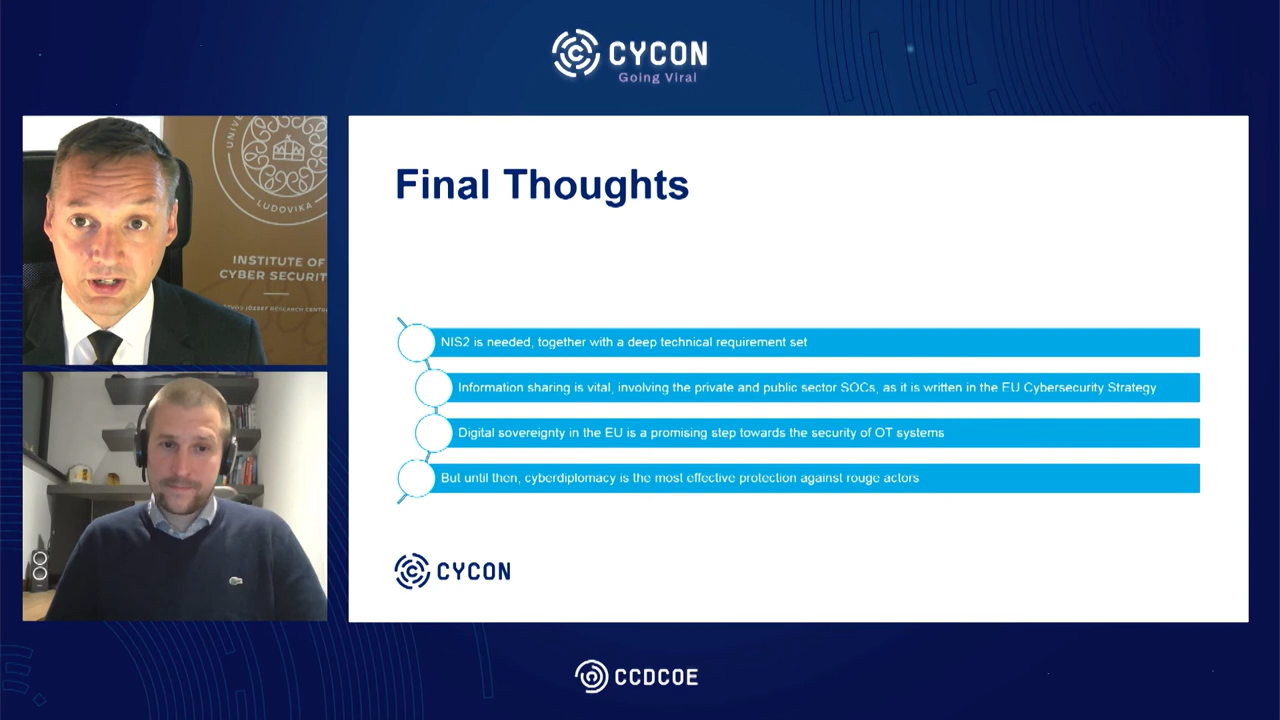 CYCON
Going Viral
LUDOVIKA
INSTITUTE OF
CYBER SECURIT
Final Thoughts
NIS2 is needed, together with a deep technical requirement set
Information sharing is vital, involving the private and public sector SOCs, as it is written in the EU Cybersecurity Strategy
Digital sovereignty in the EU is a promising step towards the security of OT systems
But until then, cyberdiplomacy is the most effective protection against rouge actors
CYCON
CCDCOE